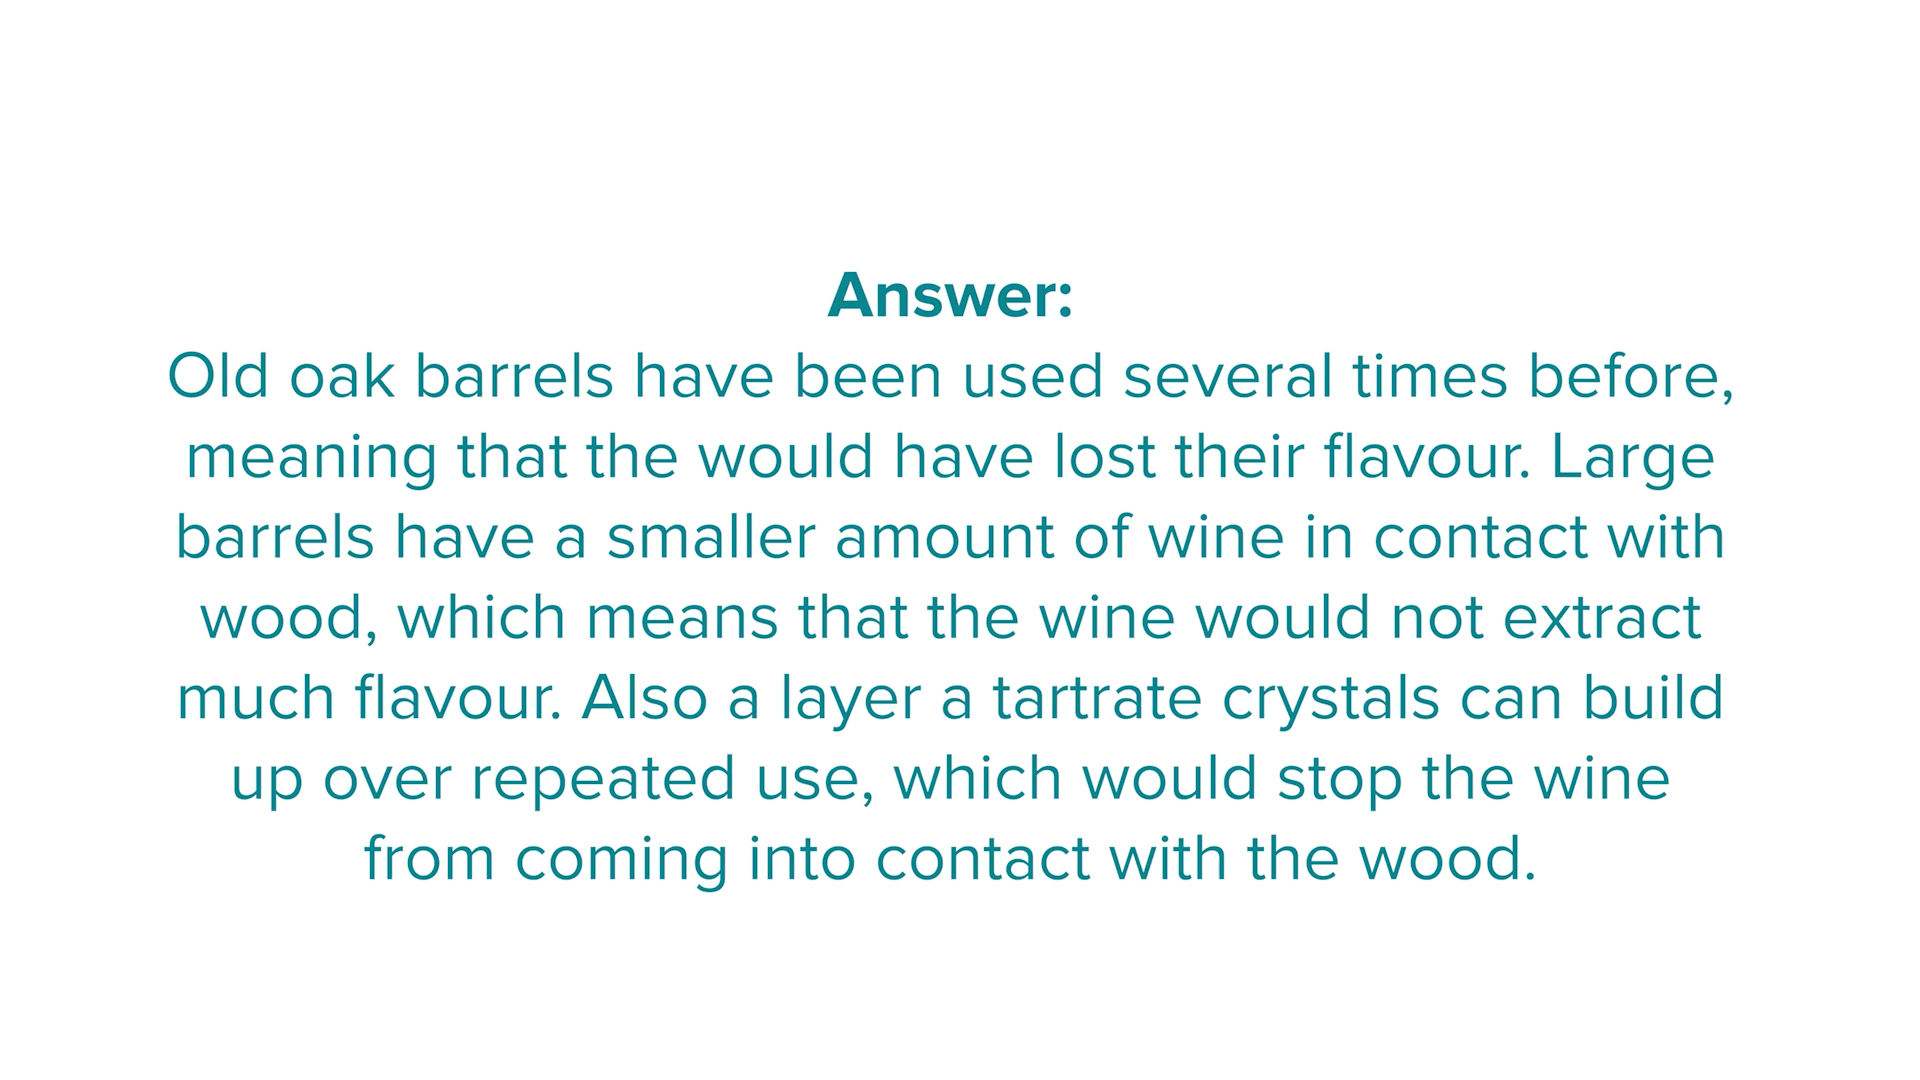 Answer:
Old oak barrels have been used several times before,
meaning that the would have lost their flavour. Large
barrels have a smaller amount of wine in contact with
wood, which means that the wine would not extract
much flavour. Also a layer a tartrate crystals can build
up over repeated use, which would stop the wine
from coming into contact with the wood.